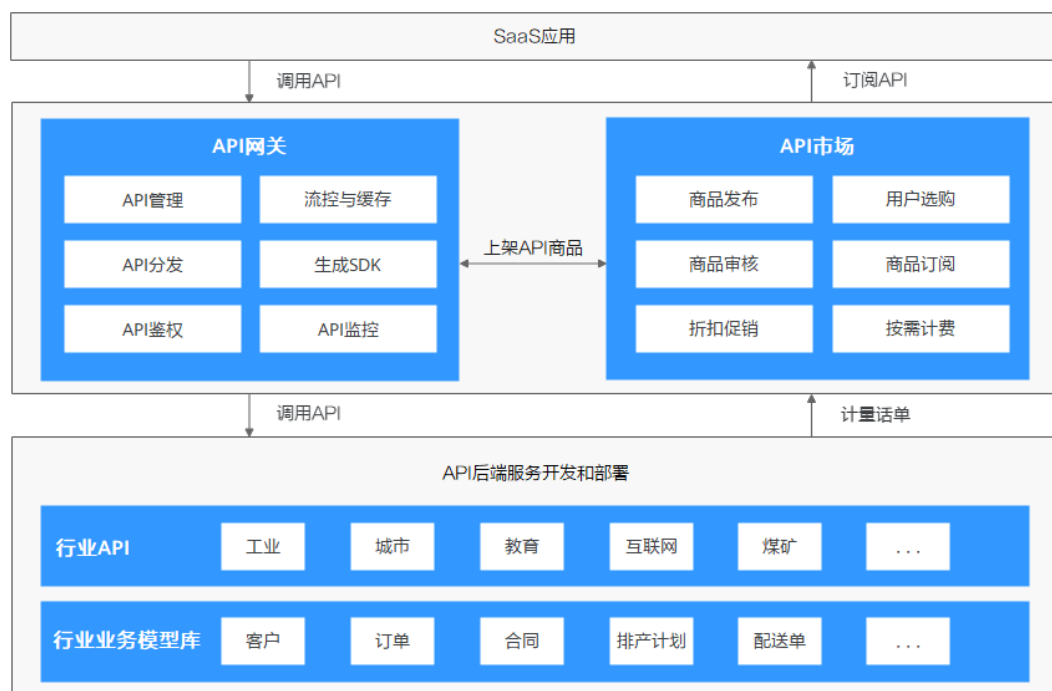 SaaS应用
调用API
订阅API
API网关
API市场
API管理
流控与缓存
商品发布
用户选购
API分发
生成SDK
上架API商品
商品审核
商品订阅
API鉴权
API监控
折扣促销
按需计费
调用API
计量话单
API后端服务开发和部署
行业API
工业
城市
教育
互联网
煤矿
...
行业业务模型库
客户
订单
合同
排产计划
配送单
...